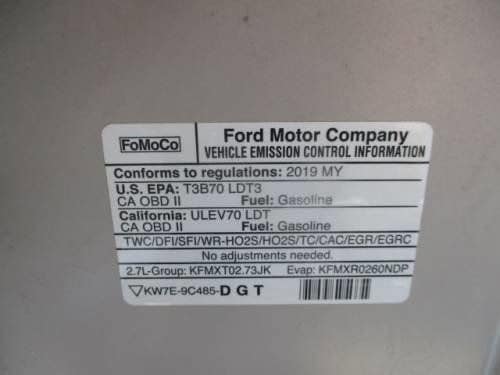 FoMoCo
Ford Motor Company
VEHICLE EMISSION CONTROL INFORMATION
Conforms to regulations: 2019 MY
U.S. EPA: T3B70 LDT3
CA OBD II Fuel: Gasoline
California: ULEV70 LDT
CA OBD II Fuel: Gasoline
TWC/DFI/SFI/WR-HO2S/HO2S/TC/CAC/EGR/EGRC
No adjustments needed.
2.7L-Group: KFMXT02.73JK Evap: KFMXR0260NDP
KW7E-9C485-D G T